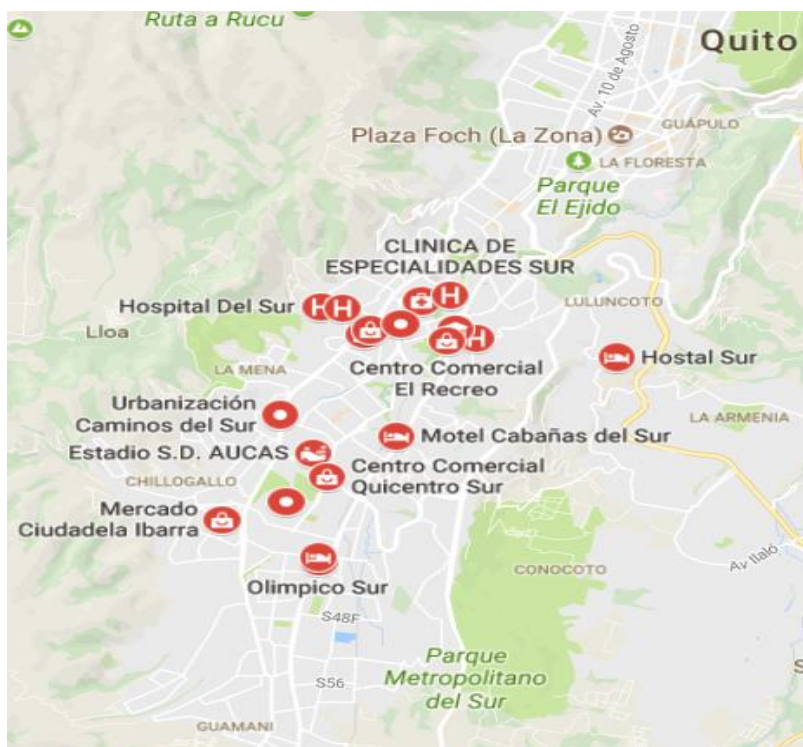 Ruta a Rucu
Quito
Av. 10 de Agosto
GUÁPULO
Plaza Foch (La Zona)
LA FLORESTA
Parque
El Ejido
CLINICA DE
ESPECIALIDADES SUR
Hospital Del Sur
H
H
H
H
LULUNCOTO
Lloa
Centro Comercial
El Recreo
Hostal Sur
LA MENA
Urbanización
Caminos del Sur
LA ARMENIA
Motel Cabañas del Sur
Estadio S.D. AUCAS
Centro Comercial
Quicentro Sur
CHILLOGALLO
Mercado
Ciudadela Ibarra
Av Ilaló
CONOCOTO
Olimpico Sur
S48F
Parque
Metropolitano
del Sur
S56
S
GUAMANI